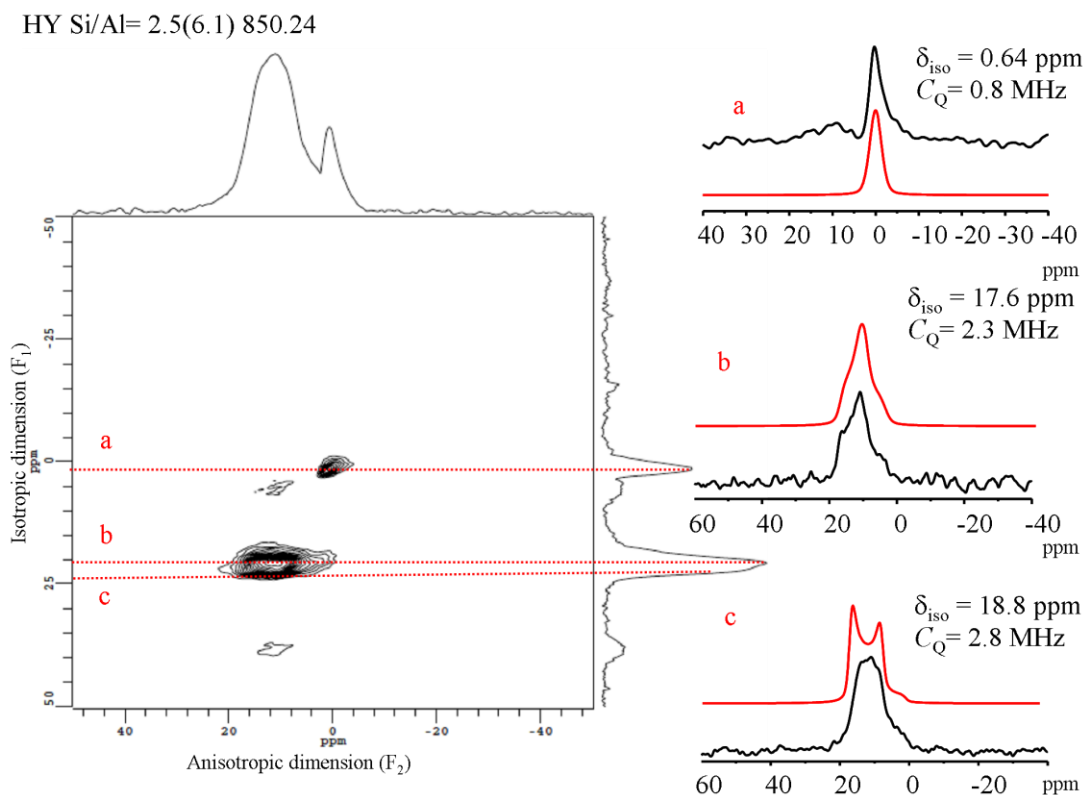 HY Si/Al= 2.5(6.1) 850.24
-50
-25
0
25
50
ppm
Isotropic dimension (F₁)
a
b
c
40
20
0
-20
-40
ppm
Anisotropic dimension (F₂)
a
δiso = 0.64 ppm
CQ= 0.8 MHz
40 30 20 10 0 -10 -20 -30 -40
ppm
b
δiso = 17.6 ppm
CQ= 2.3 MHz
60 40 20 0 -20 -40
ppm
c
δiso = 18.8 ppm
CQ= 2.8 MHz
60 40 20 0 -20
ppm